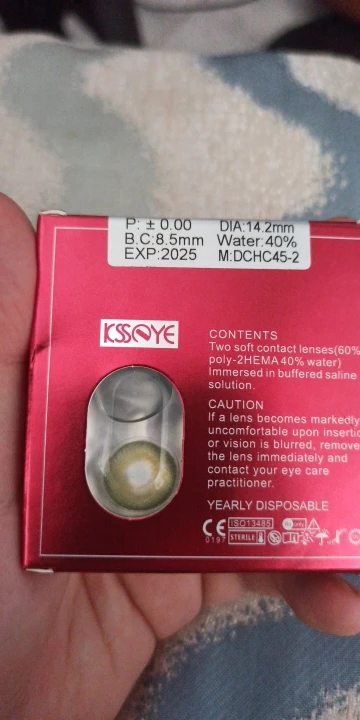 P: ± 0.00 DIA:14.2mm
B.C:8.5mm Water:40%
EXP:2025 M:DCHC45-2
KSSEYE
CONTENTS
Two soft contact lenses(60%
poly-2HEMA 40% water)
Immersed in buffered saline
solution.
CAUTION
If a lens becomes markedly
uncomfortable upon insertio
or vision is blurred, remove
the lens immediately and
contact your eye care
practitioner.
YEARLY DISPOSABLE
CE ISO13485
0197 STERILE